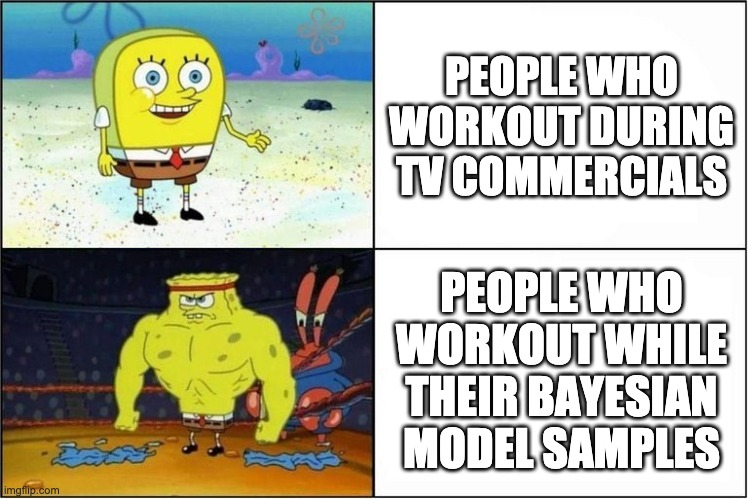 PEOPLE WHO
WORKOUT DURING
TV COMMERCIALS
PEOPLE WHO
WORKOUT WHILE
THEIR BAYESIAN
MODEL SAMPLES
imgflip.com